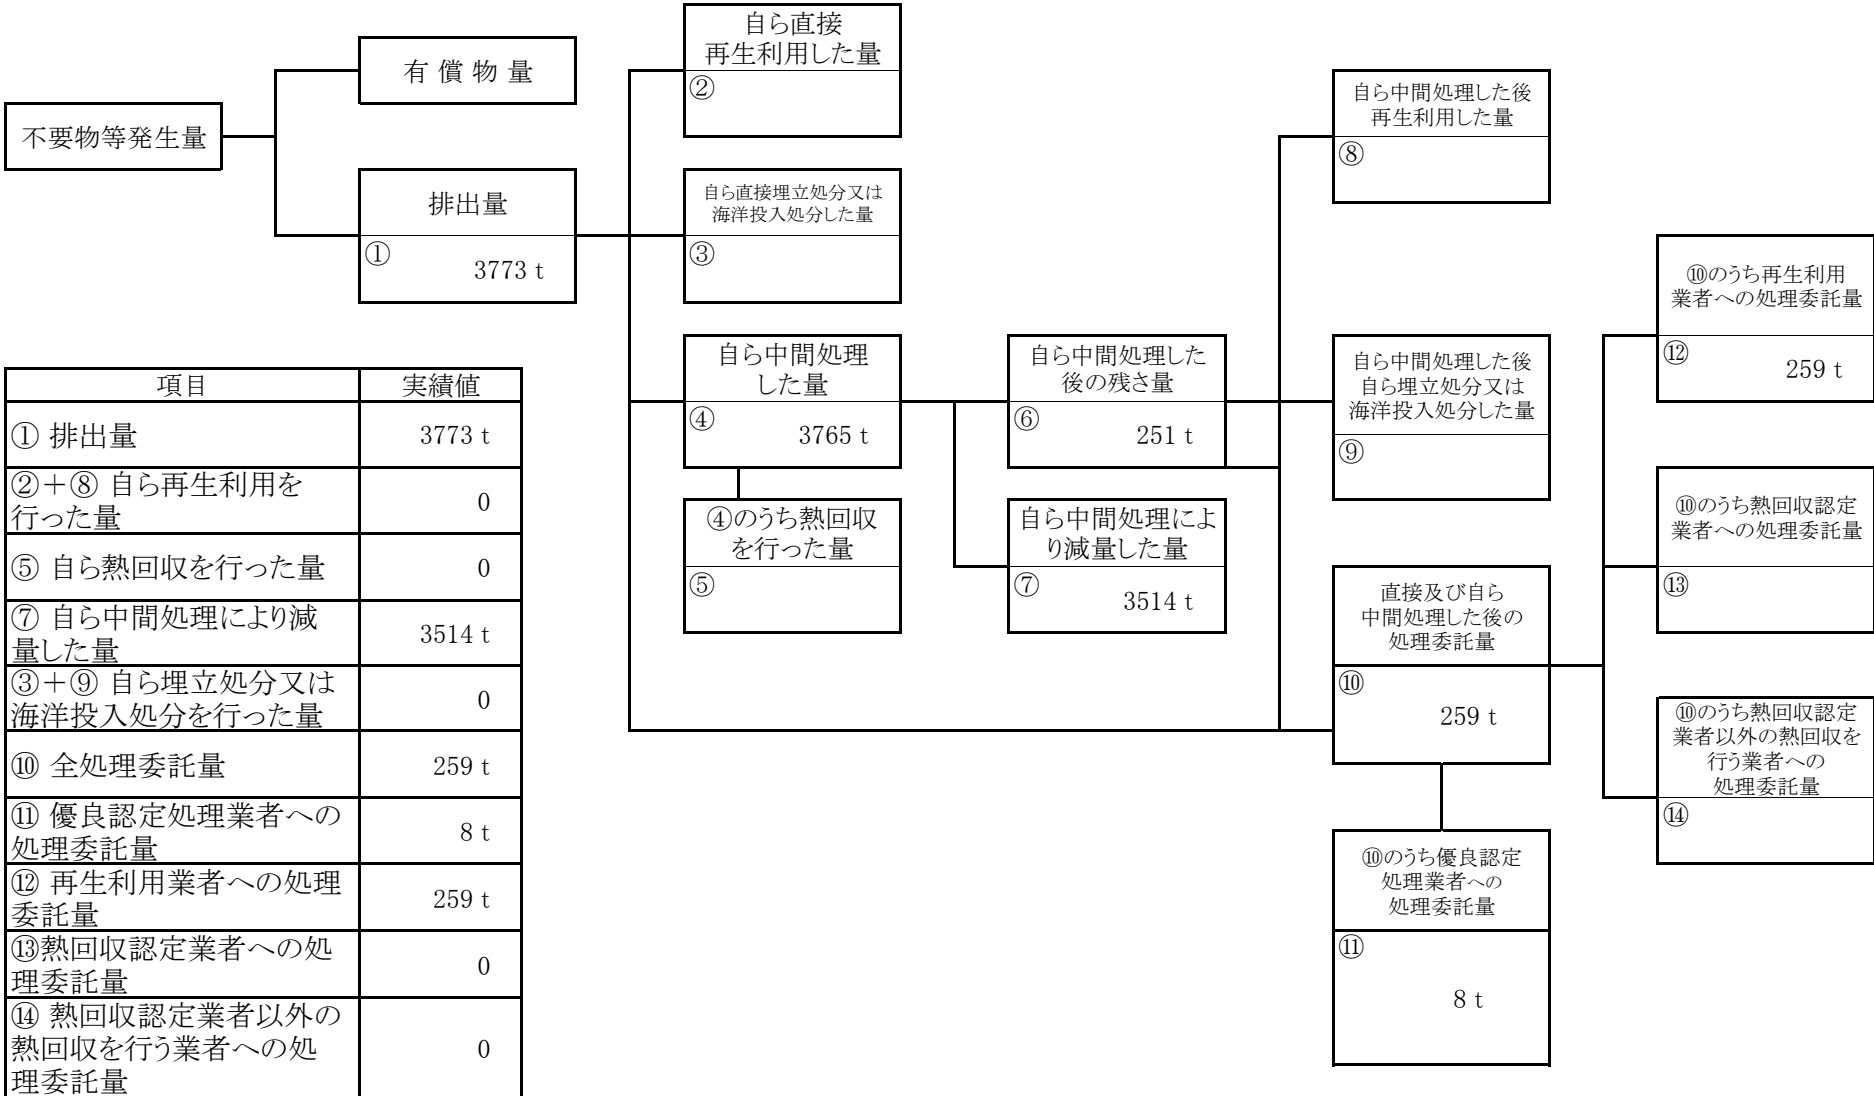 不要物等発生量
有 償 物 量
排出量
①
3773 t
自ら直接
再生利用した量
②
自ら直接埋立処分又は
海洋投入処分した量
③
自ら中間処理
した量
④
3765 t
④のうち熱回収
を行った量
⑤
自ら中間処理した
後の残さ量
⑥
251 t
自ら中間処理によ
り減量した量
⑦
3514 t
自ら中間処理した後
再生利用した量
⑧
自ら中間処理した後
自ら埋立処分又は
海洋投入処分した量
⑨
直接及び自ら
中間処理した後の
処理委託量
⑩
259 t
⑩のうち優良認定
処理業者への
処理委託量
⑪
8 t
⑩のうち再生利用
業者への処理委託量
⑫
259 t
⑩のうち熱回収認定
業者への処理委託量
⑬
⑩のうち熱回収認定
業者以外の熱回収を
行う業者への
処理委託量
⑭
項目 実績値
① 排出量 3773 t
②＋⑧ 自ら再生利用を
行った量
0
⑤ 自ら熱回収を行った量 0
⑦ 自ら中間処理により減
量した量
3514 t
③＋⑨ 自ら埋立処分又は
海洋投入処分を行った量
0
⑩ 全処理委託量 259 t
⑪ 優良認定処理業者への
処理委託量
8 t
⑫ 再生利用業者への処理
委託量
259 t
⑬熱回収認定業者への処
理委託量
0
⑭ 熱回収認定業者以外の
熱回収を行う業者への処
理委託量
0